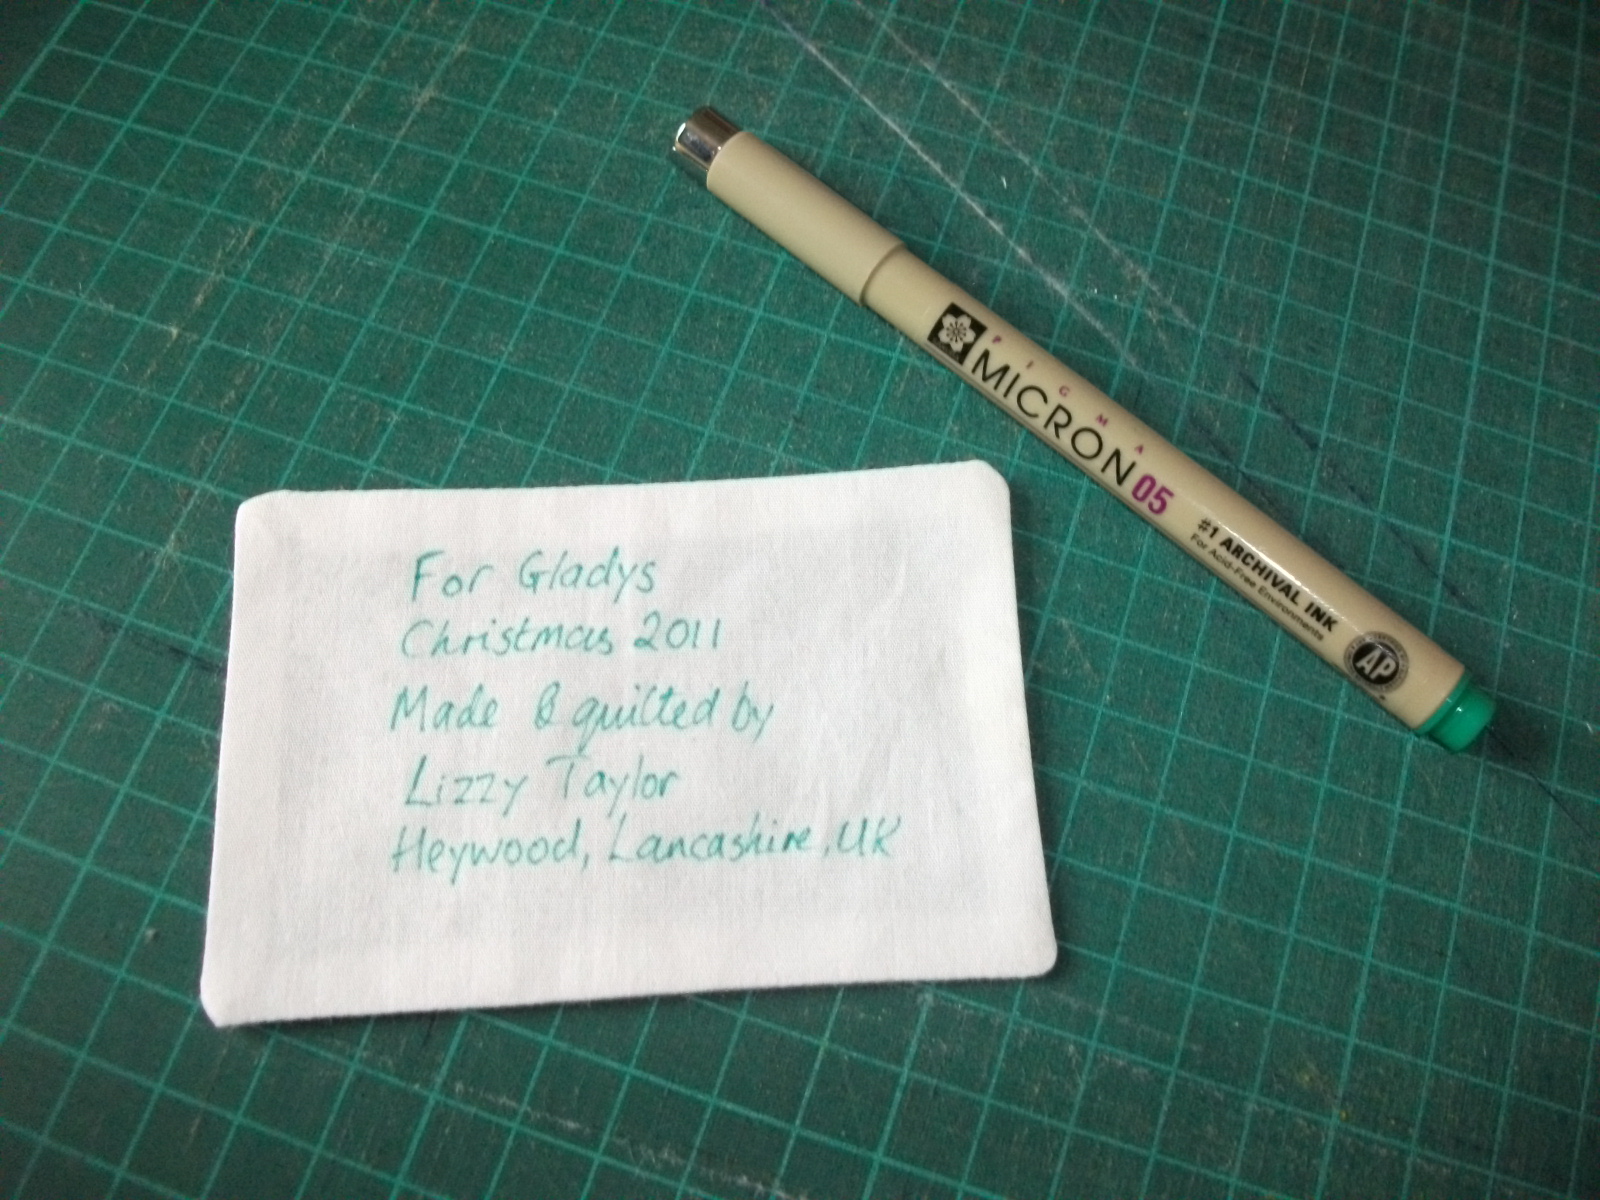 PIGMA
MICRON 05
#1 ARCHIVAL INK
For Acid-Free Environments
AP
For Gladys
Christmas 2011
Made & quilted by
Lizzy Taylor
Heywood, Lancashire, UK